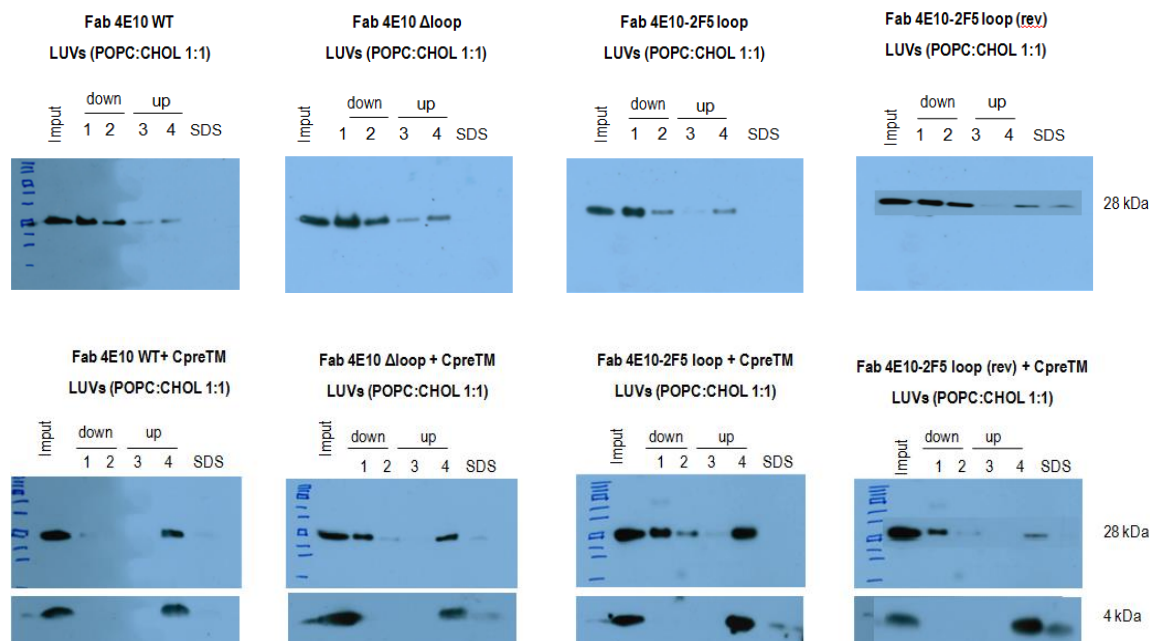 Fab 4E10 WT
LUVs (POPC:CHOL 1:1)
Imput
down
up
1 2 3 4 SDS
Fab 4E10 Δloop
LUVs (POPC:CHOL 1:1)
Imput
down
up
1 2 3 4 SDS
Fab 4E10-2F5 loop
LUVs (POPC:CHOL 1:1)
Imput
down
up
1 2 3 4 SDS
Fab 4E10-2F5 loop (rev)
LUVs (POPC:CHOL 1:1)
Imput
down
up
1 2 3 4 SDS
28 kDa
Fab 4E10 WT+ CpreTM
LUVs (POPC:CHOL 1:1)
Imput
down
up
1 2 3 4 SDS
Fab 4E10 Δloop + CpreTM
LUVs (POPC:CHOL 1:1)
Imput
down
up
1 2 3 4 SDS
Fab 4E10-2F5 loop + CpreTM
LUVs (POPC:CHOL 1:1)
Imput
down
up
1 2 3 4 SDS
Fab 4E10-2F5 loop (rev) + CpreTM
LUVs (POPC:CHOL 1:1)
Imput
down
up
1 2 3 4 SDS
28 kDa
4 kDa